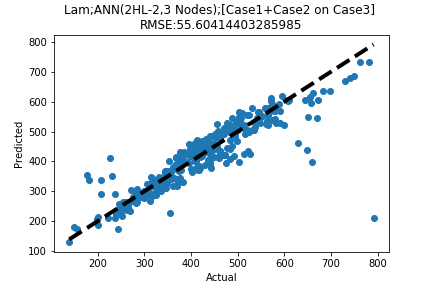 Lam;ANN(2HL-2,3 Nodes);[Case1+Case2 on Case3]
RMSE:55.60414403285985
800
700
600
500
400
300
200
100
Predicted
200 300 400 500 600 700 800
Actual